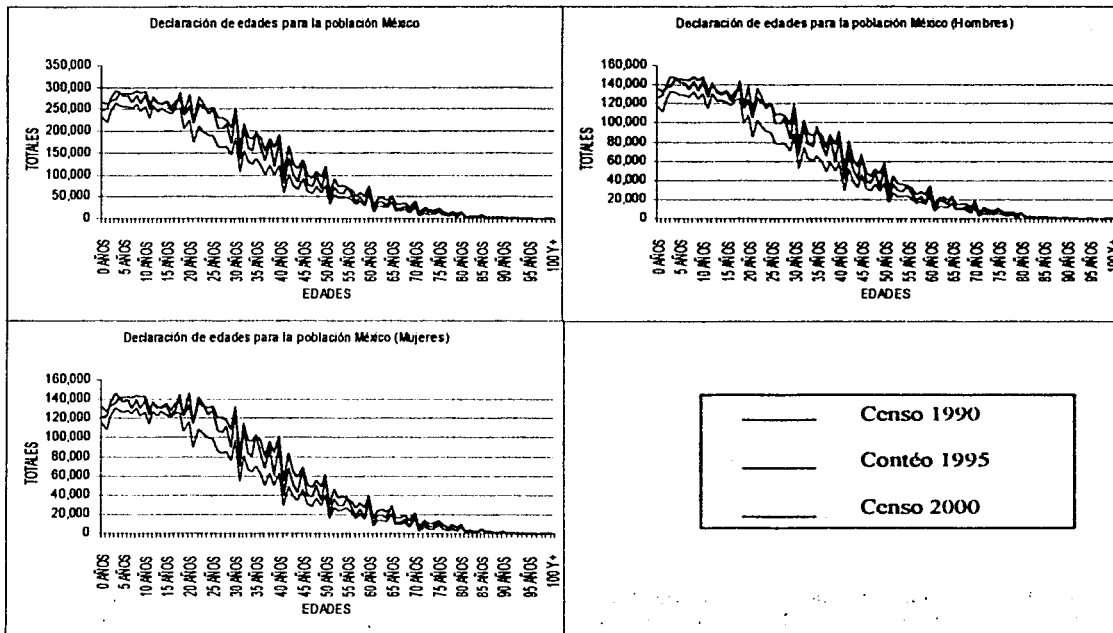 Declaración de edades para la población México
TOTALES
350,000
300,000
250,000
200,000
150,000
100,000
50,000
0
0 AÑOS
5 AÑOS
10 AÑOS
15 AÑOS
20 AÑOS
25 AÑOS
30 AÑOS
35 AÑOS
40 AÑOS
45 AÑOS
50 AÑOS
55 AÑOS
60 AÑOS
65 AÑOS
70 AÑOS
75 AÑOS
80 AÑOS
85 AÑOS
90 AÑOS
95 AÑOS
100 Y+
EDADES
Declaración de edades para la población México (Hombres)
TOTALES
160,000
140,000
120,000
100,000
80,000
60,000
40,000
20,000
0
0 AÑOS
5 AÑOS
10 AÑOS
15 AÑOS
20 AÑOS
25 AÑOS
30 AÑOS
35 AÑOS
40 AÑOS
45 AÑOS
50 AÑOS
55 AÑOS
60 AÑOS
65 AÑOS
70 AÑOS
75 AÑOS
80 AÑOS
85 AÑOS
90 AÑOS
95 AÑOS
100 Y+
EDADES
Declaración de edades para la población México (Mujeres)
TOTALES
160,000
140,000
120,000
100,000
80,000
60,000
40,000
20,000
0
0 AÑOS
5 AÑOS
10 AÑOS
15 AÑOS
20 AÑOS
25 AÑOS
30 AÑOS
35 AÑOS
40 AÑOS
45 AÑOS
50 AÑOS
55 AÑOS
60 AÑOS
65 AÑOS
70 AÑOS
75 AÑOS
80 AÑOS
85 AÑOS
90 AÑOS
95 AÑOS
100 Y+
EDADES
Censo 1990
Contéo 1995
Censo 2000